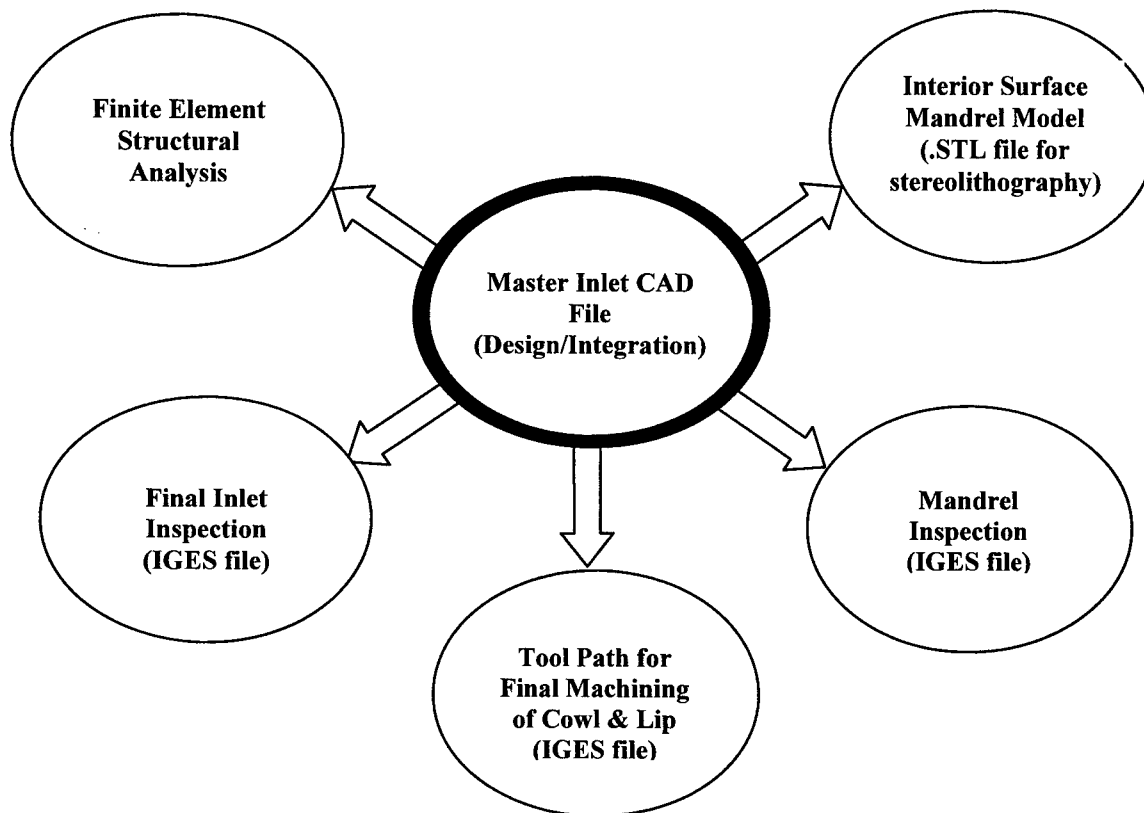 Finite Element
Structural
Analysis
Interior Surface
Mandrel Model
(.STL file for
stereolithography)
Master Inlet CAD
File
(Design/Integration)
Final Inlet
Inspection
(IGES file)
Mandrel
Inspection
(IGES file)
Tool Path for
Final Machining
of Cowl & Lip
(IGES file)